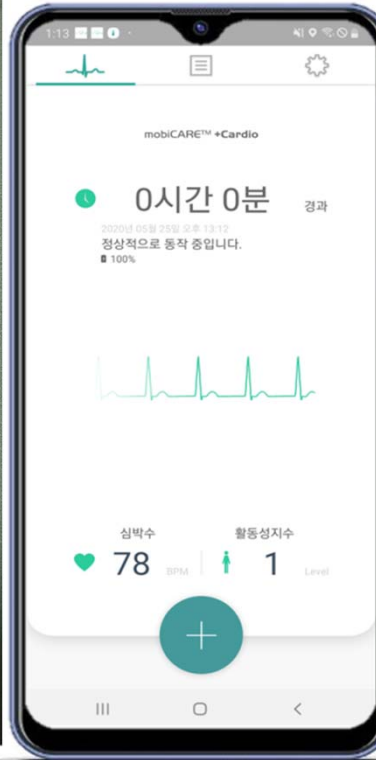 1:13
mobiCARE™ +Cardio
0시간 0분 경과
2020년 05월 25일 오후 13:12
정상적으로 동작 중입니다.
100%
심박수 활동성지수
78 BPM 1 Level